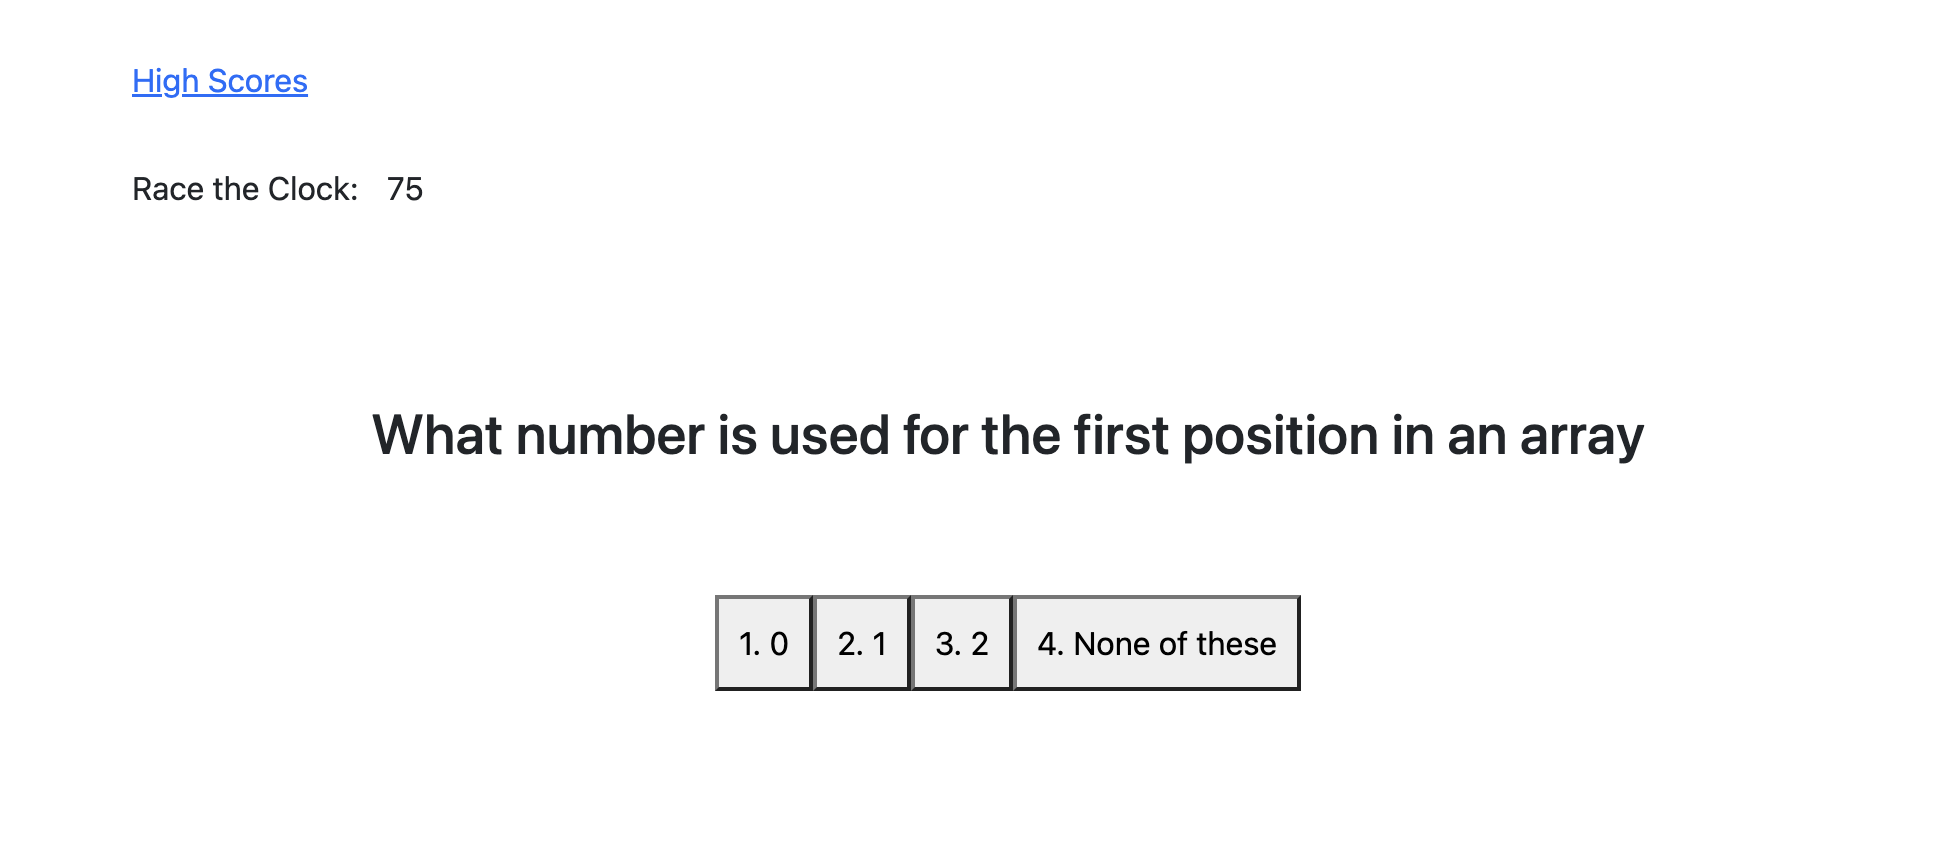 High Scores
Race the Clock: 75
What number is used for the first position in an array
1. 0 2. 1 3. 2 4. None of these